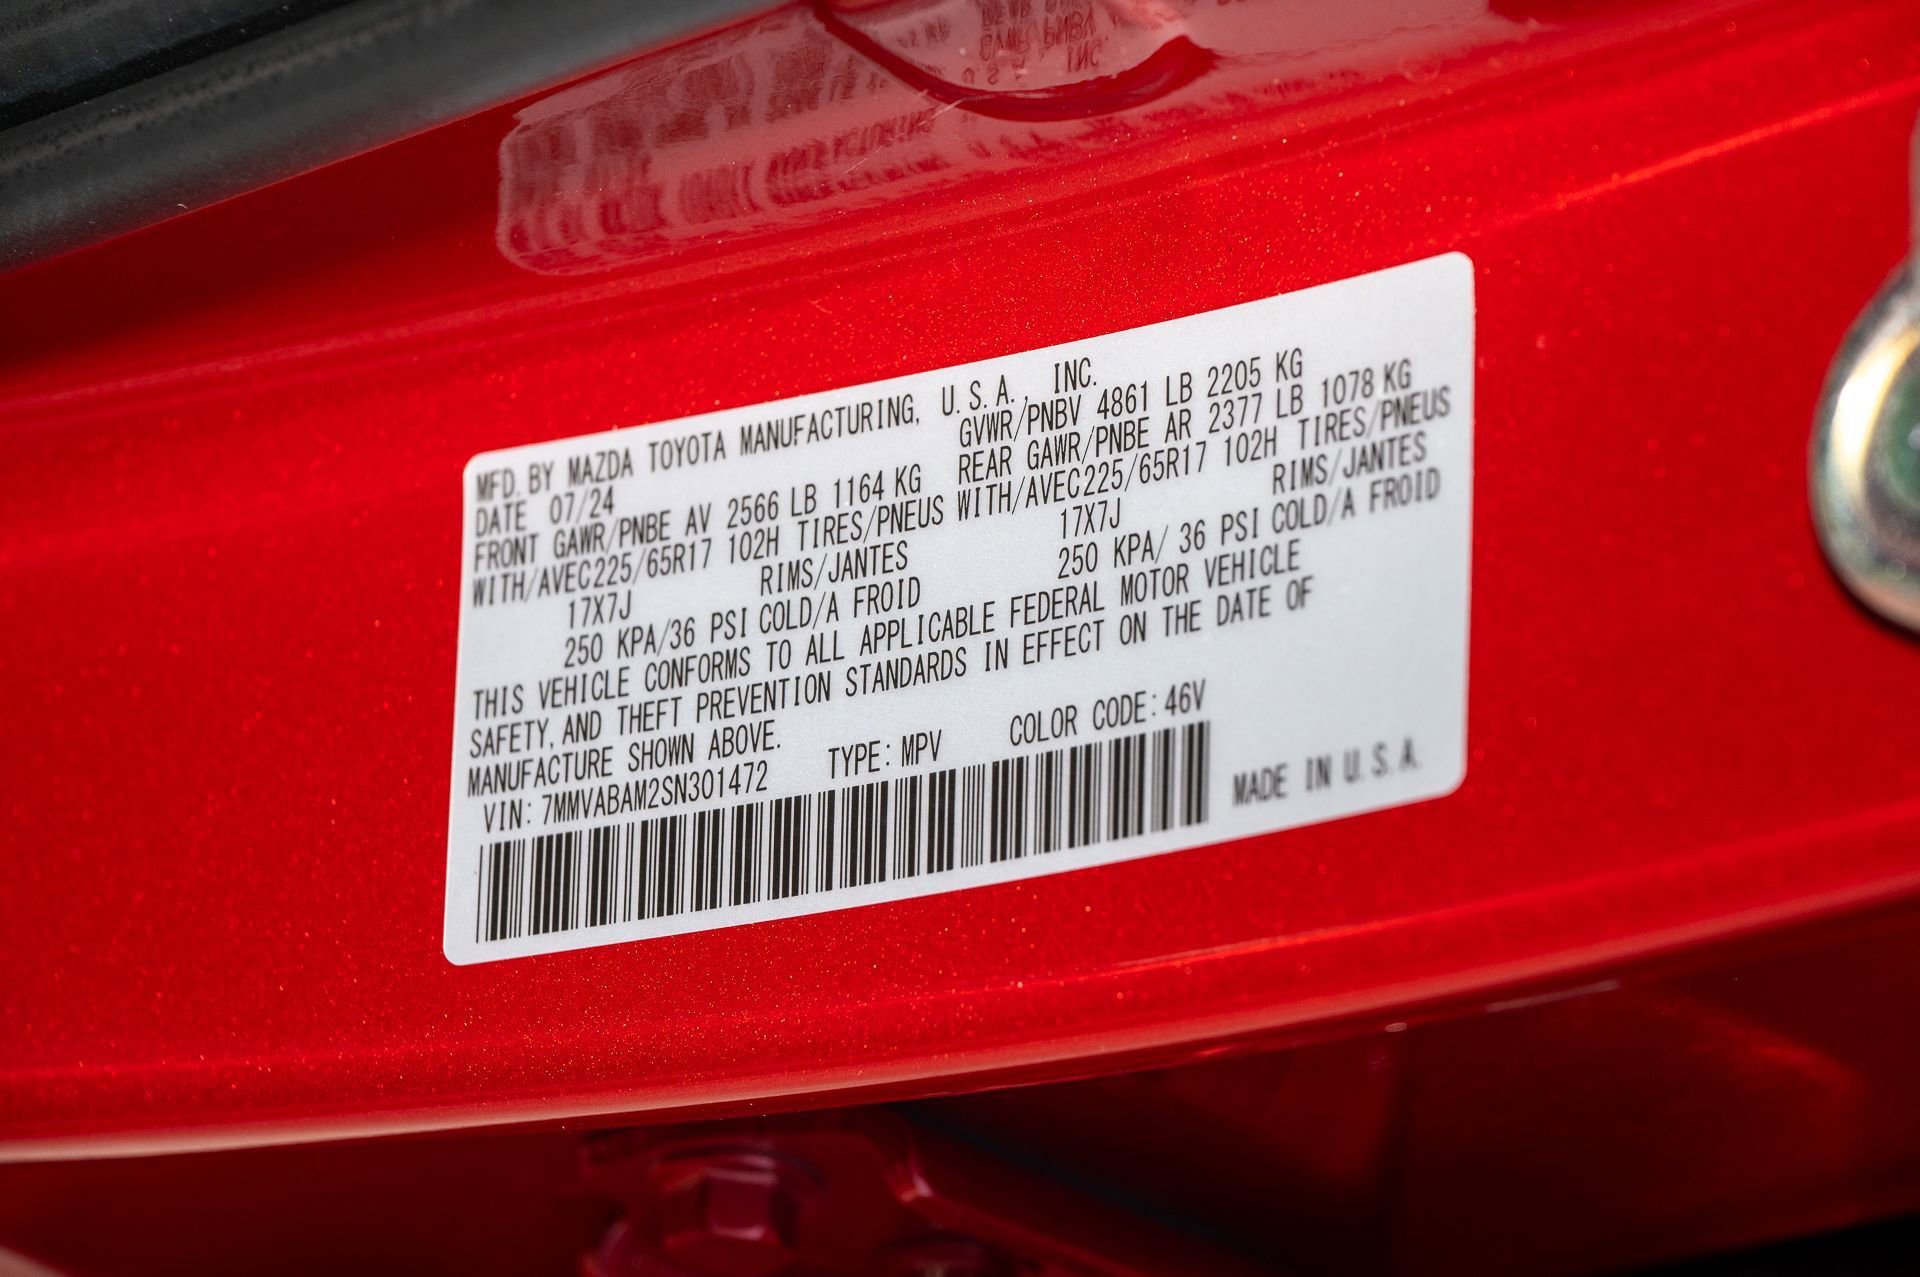 MFD. BY MAZDA TOYOTA MANUFACTURING, U.S.A., INC.
DATE 07/24 GVWR/PNBV 4861 LB 2205 KG
FRONT GAWR/PNBE AV 2566 LB 1164 KG REAR GAWR/PNBE AR 2377 LB 1078 KG
WITH/AVEC225/65R17 102H TIRES/PNEUS WITH/AVEC225/65R17 102H TIRES/PNEUS
17X7J RIMS/JANTES 17X7J RIMS/JANTES
250 KPA/36 PSI COLD/A FROID 250 KPA/ 36 PSI COLD/A FROID
THIS VEHICLE CONFORMS TO ALL APPLICABLE FEDERAL MOTOR VEHICLE
SAFETY, AND THEFT PREVENTION STANDARDS IN EFFECT ON THE DATE OF
MANUFACTURE SHOWN ABOVE.
VIN: 7MMVABAM2SN301472 TYPE: MPV COLOR CODE: 46V
MADE IN U.S.A.